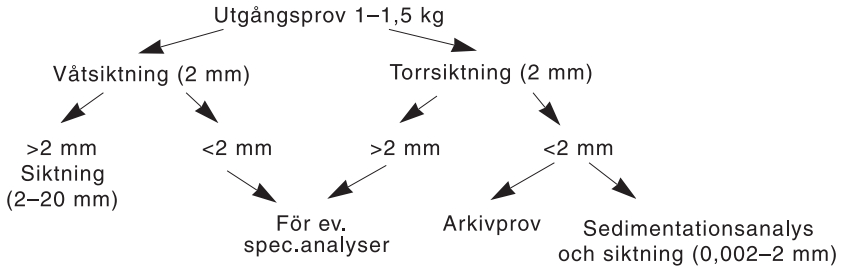 Utgångsprov 1–1,5 kg
Våtsiktning (2 mm)
Torrsiktning (2 mm)
>2 mm
Siktning
(2–20 mm)
<2 mm
>2 mm
<2 mm
För ev.
spec.analyser
Arkivprov
Sedimentationsanalys
och siktning (0,002–2 mm)